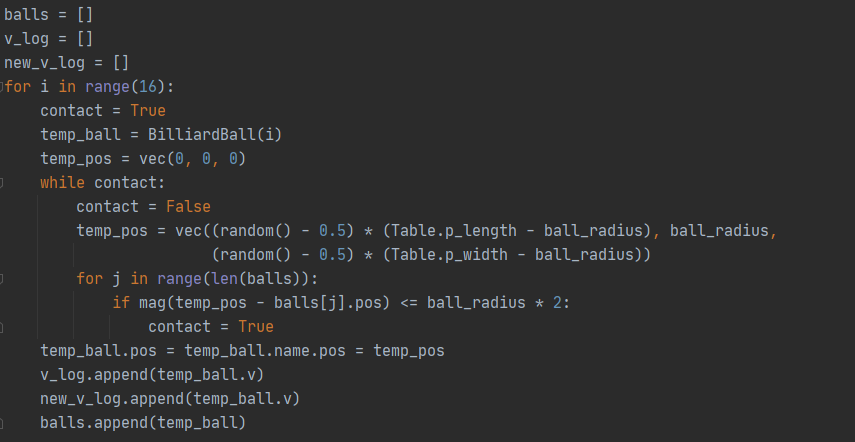 balls = []
v_log = []
new_v_log = []
for i in range(16):
    contact = True
    temp_ball = BilliardBall(i)
    temp_pos = vec(0, 0, 0)
    while contact:
        contact = False
        temp_pos = vec((random() - 0.5) * (Table.p_length - ball_radius), ball_radius,
                       (random() - 0.5) * (Table.p_width - ball_radius))
        for j in range(len(balls)):
            if mag(temp_pos - balls[j].pos) <= ball_radius * 2:
                contact = True
    temp_ball.pos = temp_ball.name.pos = temp_pos
    v_log.append(temp_ball.v)
    new_v_log.append(temp_ball.v)
    balls.append(temp_ball)